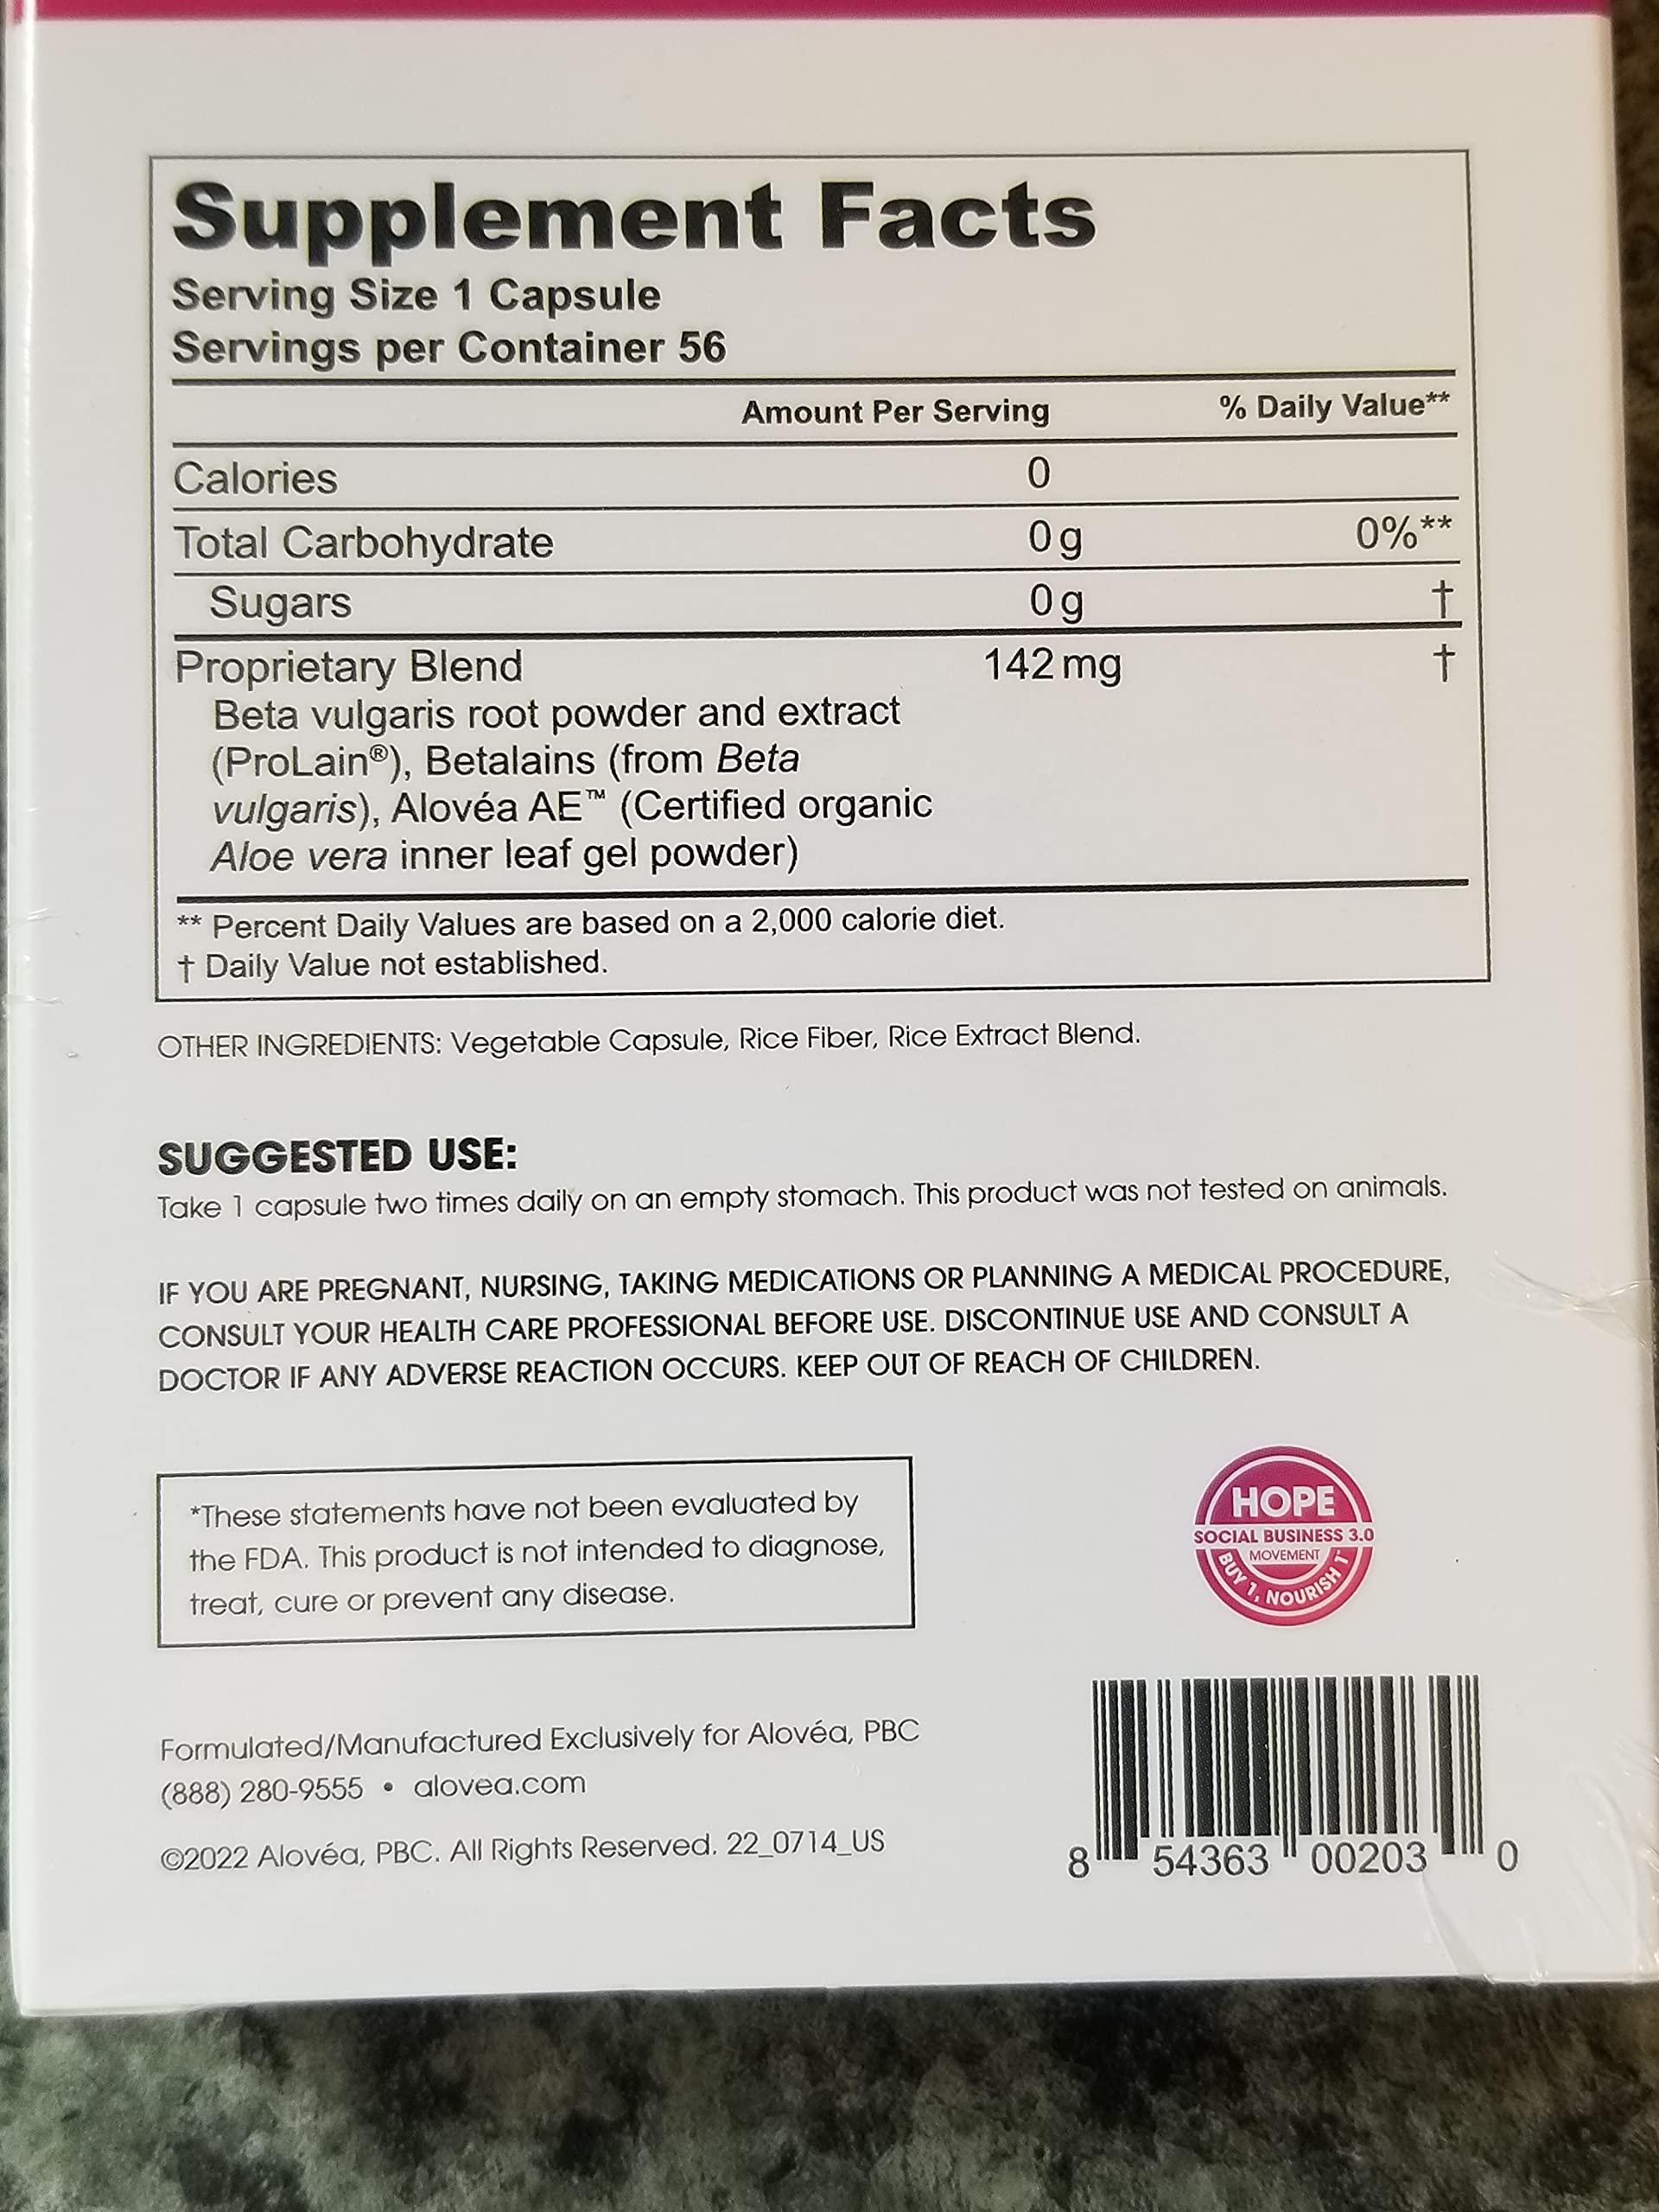 Supplement Facts
Serving Size 1 Capsule
Servings per Container 56
Amount Per Serving % Daily Value**
Calories 0
Total Carbohydrate 0 g 0%**
Sugars 0 g †
Proprietary Blend 142 mg †
Beta vulgaris root powder and extract
(ProLain®), Betalains (from Beta
vulgaris), Alovéa AE™ (Certified organic
Aloe vera inner leaf gel powder)
** Percent Daily Values are based on a 2,000 calorie diet.
† Daily Value not established.
OTHER INGREDIENTS: Vegetable Capsule, Rice Fiber, Rice Extract Blend.
SUGGESTED USE:
Take 1 capsule two times daily on an empty stomach. This product was not tested on animals.
IF YOU ARE PREGNANT, NURSING, TAKING MEDICATIONS OR PLANNING A MEDICAL PROCEDURE,
CONSULT YOUR HEALTH CARE PROFESSIONAL BEFORE USE. DISCONTINUE USE AND CONSULT A
DOCTOR IF ANY ADVERSE REACTION OCCURS. KEEP OUT OF REACH OF CHILDREN.
*These statements have not been evaluated by
the FDA. This product is not intended to diagnose,
treat, cure or prevent any disease.
HOPE
SOCIAL BUSINESS 3.0
MOVEMENT
BUY 1, NOURISH 1
Formulated/Manufactured Exclusively for Alovéa, PBC
(888) 280-9555 • alovea.com
©2022 Alovéa, PBC. All Rights Reserved. 22_0714_US
8 54363 00203 0